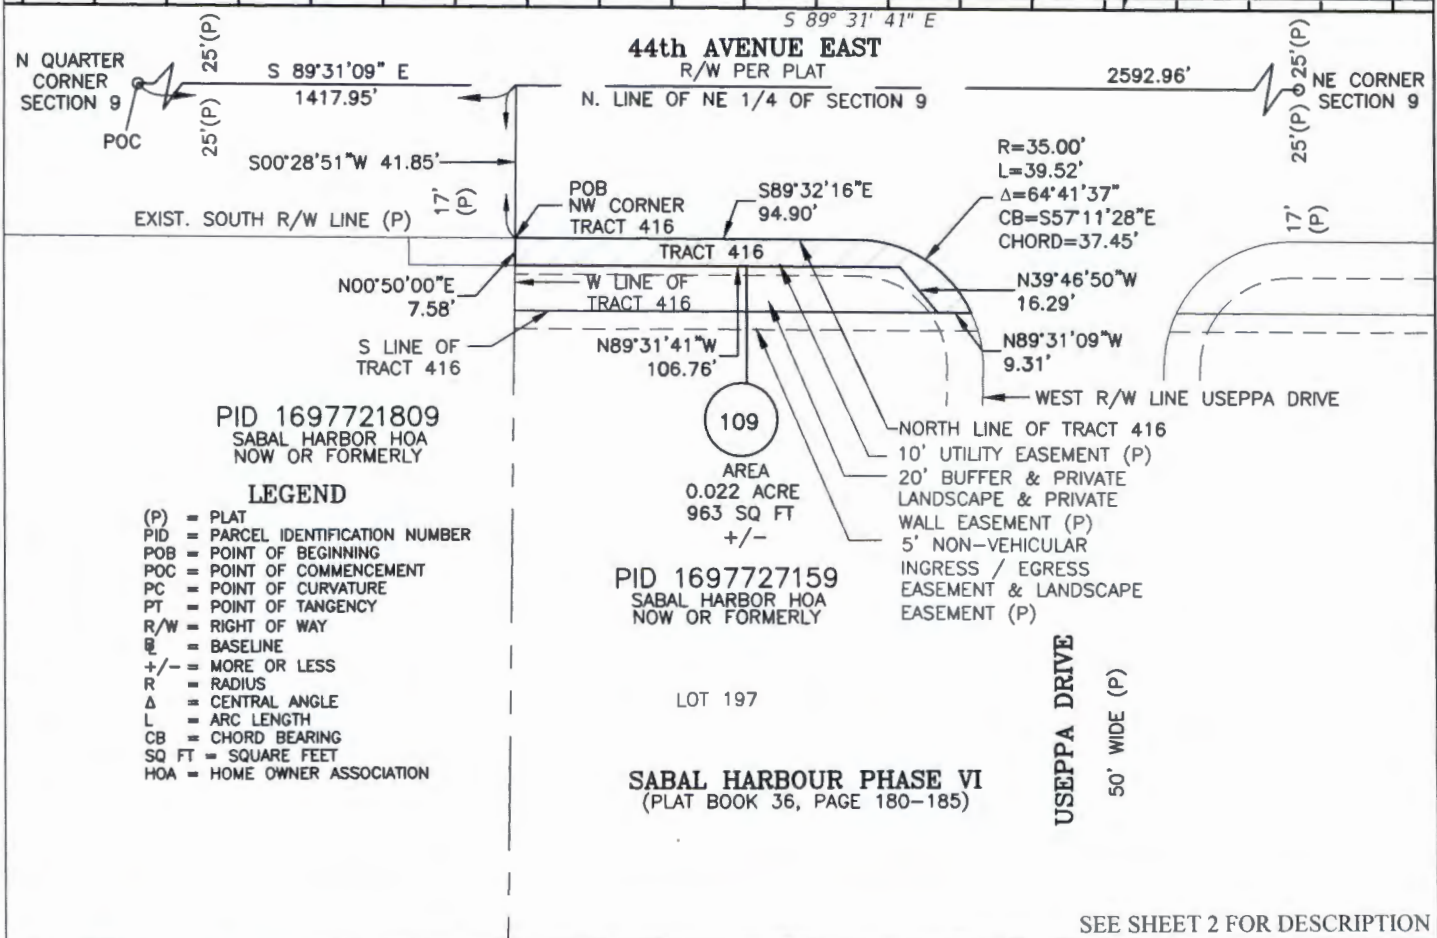 S 89° 31' 41" E
44th AVENUE EAST
R/W PER PLAT
N. LINE OF NE 1/4 OF SECTION 9
N QUARTER
CORNER
SECTION 9
POC
25'(P)
25'(P)
S 89°31'09" E
1417.95'
2592.96'
25'(P)
25'(P)
NE CORNER
SECTION 9
S00°28'51"W 41.85'
17'
(P)
EXIST. SOUTH R/W LINE (P)
POB
NW CORNER
TRACT 416
S89°32'16"E
94.90'
R=35.00'
L=39.52'
Δ=64°41'37"
CB=S57°11'28"E
CHORD=37.45'
17'
(P)
TRACT 416
N00°50'00"E
7.58'
W LINE OF
TRACT 416
N39°46'50"W
16.29'
S LINE OF
TRACT 416
N89°31'41"W
106.76'
N89°31'09"W
9.31'
WEST R/W LINE USEPPA DRIVE
PID 1697721809
SABAL HARBOR HOA
NOW OR FORMERLY
109
AREA
0.022 ACRE
963 SQ FT
+/-
NORTH LINE OF TRACT 416
10' UTILITY EASEMENT (P)
20' BUFFER & PRIVATE
LANDSCAPE & PRIVATE
WALL EASEMENT (P)
5' NON-VEHICULAR
INGRESS / EGRESS
EASEMENT & LANDSCAPE
EASEMENT (P)
LEGEND
(P) = PLAT
PID = PARCEL IDENTIFICATION NUMBER
POB = POINT OF BEGINNING
POC = POINT OF COMMENCEMENT
PC = POINT OF CURVATURE
PT = POINT OF TANGENCY
R/W = RIGHT OF WAY
℄ = BASELINE
+/- = MORE OR LESS
R = RADIUS
Δ = CENTRAL ANGLE
L = ARC LENGTH
CB = CHORD BEARING
SQ FT = SQUARE FEET
HOA = HOME OWNER ASSOCIATION
PID 1697727159
SABAL HARBOR HOA
NOW OR FORMERLY
LOT 197
SABAL HARBOUR PHASE VI
(PLAT BOOK 36, PAGE 180-185)
USEPPA DRIVE
50' WIDE (P)
SEE SHEET 2 FOR DESCRIPTION